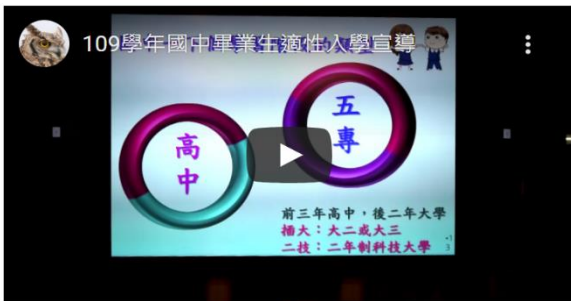 109學年國中畢業生適性入學宣導
高中
五專
前三年高中，後二年大學
插大：大二或大三
二技：二年制科技大學